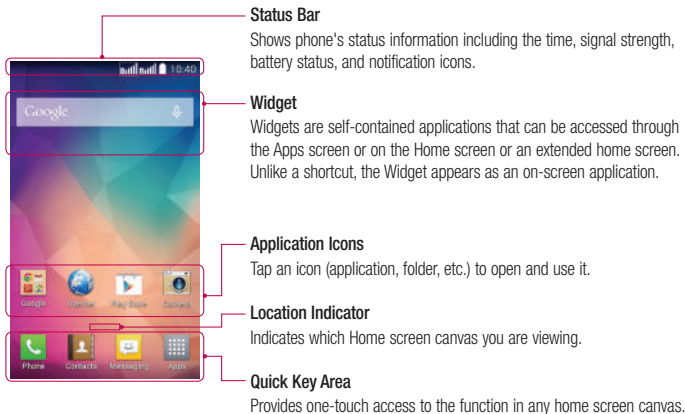 Status Bar
Shows phone's status information including the time, signal strength,
battery status, and notification icons.
10:40
Google
Widget
Widgets are self-contained applications that can be accessed through
the Apps screen or on the Home screen or an extended home screen.
Unlike a shortcut, the Widget appears as an on-screen application.
Application Icons
Tap an icon (application, folder, etc.) to open and use it.
Google Play Store Camera
Location Indicator
Indicates which Home screen canvas you are viewing.
Phone Contacts Messaging Apps
Quick Key Area
Provides one-touch access to the function in any home screen canvas.